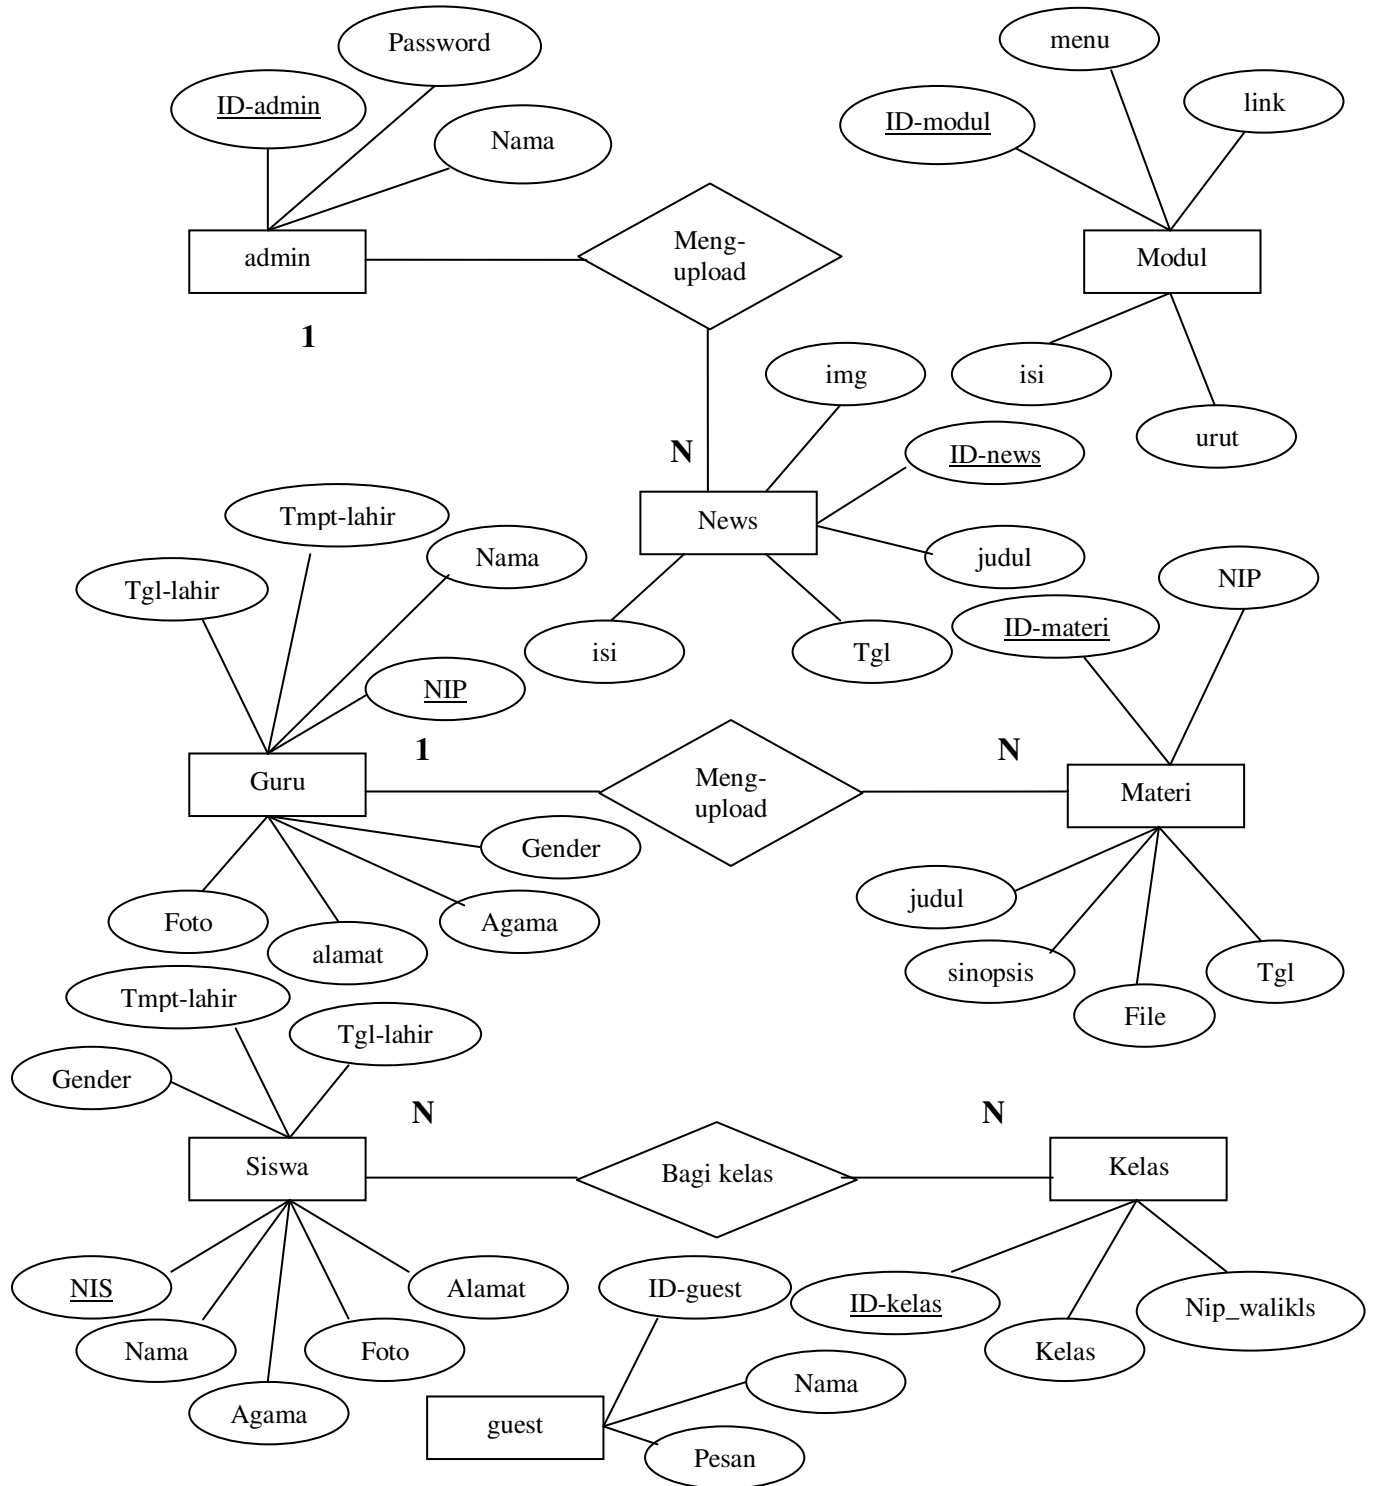 Password
menu
ID-admin
link
ID-modul
Nama
Meng-
upload
admin
Modul
1
img
isi
urut
N
ID-news
News
Tmpt-lahir
Nama
judul
NIP
Tgl-lahir
ID-materi
isi
Tgl
NIP
1
N
Guru
Meng-
upload
Materi
Gender
judul
Foto
Agama
alamat
sinopsis
Tgl
Tmpt-lahir
File
Tgl-lahir
Gender
N
N
Siswa
Bagi kelas
Kelas
NIS
Alamat
ID-guest
ID-kelas
Nip_walikls
Nama
Foto
Kelas
Nama
Agama
guest
Pesan